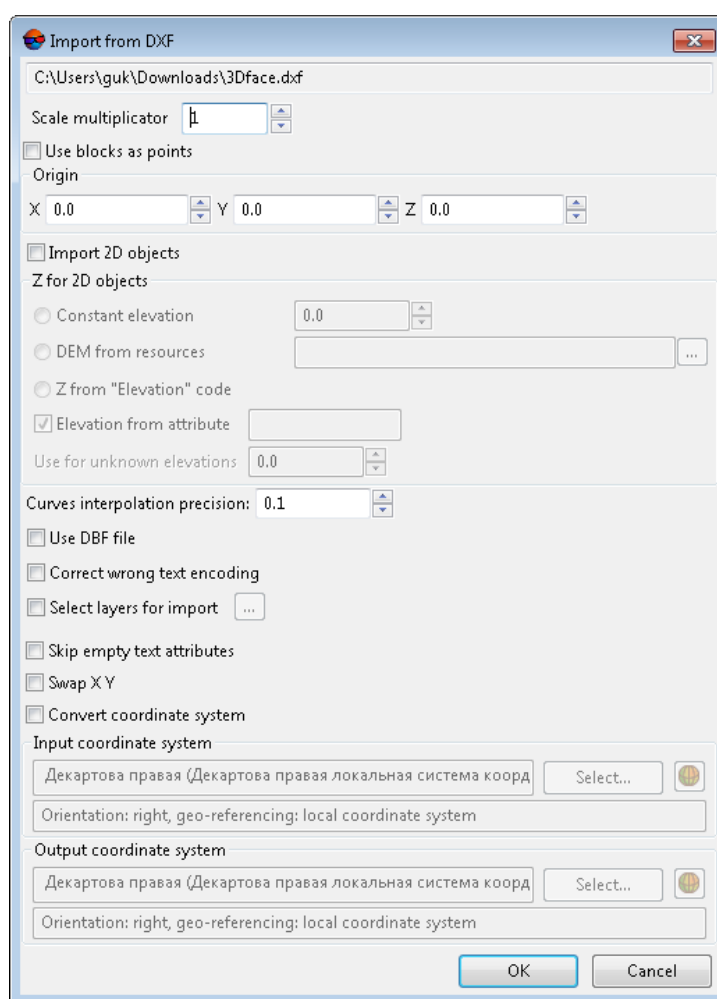 Import from DXF
C:\Users\guk\Downloads\3Dface.dxf
Scale multiplicator 1
Use blocks as points
Origin
X 0.0 Y 0.0 Z 0.0
Import 2D objects
Z for 2D objects
Constant elevation 0.0
DEM from resources ...
Z from "Elevation" code
Elevation from attribute
Use for unknown elevations 0.0
Curves interpolation precision: 0.1
Use DBF file
Correct wrong text encoding
Select layers for import ...
Skip empty text attributes
Swap X Y
Convert coordinate system
Input coordinate system
Декартова правая (Декартова правая локальная система коорд Select...
Orientation: right, geo-referencing: local coordinate system
Output coordinate system
Декартова правая (Декартова правая локальная система коорд Select...
Orientation: right, geo-referencing: local coordinate system
OK Cancel